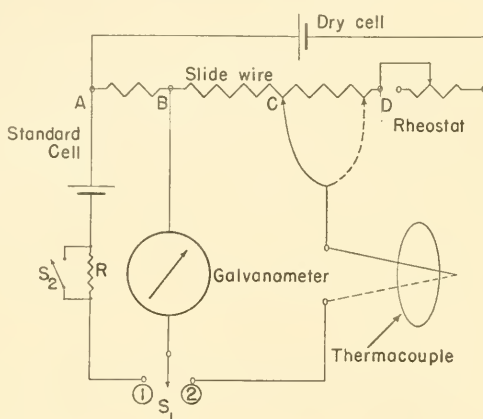 Dry cell
Slide wire
A
B
C
D
Rheostat
Standard
Cell
S2
R
Galvanometer
Thermocouple
1
2
S1